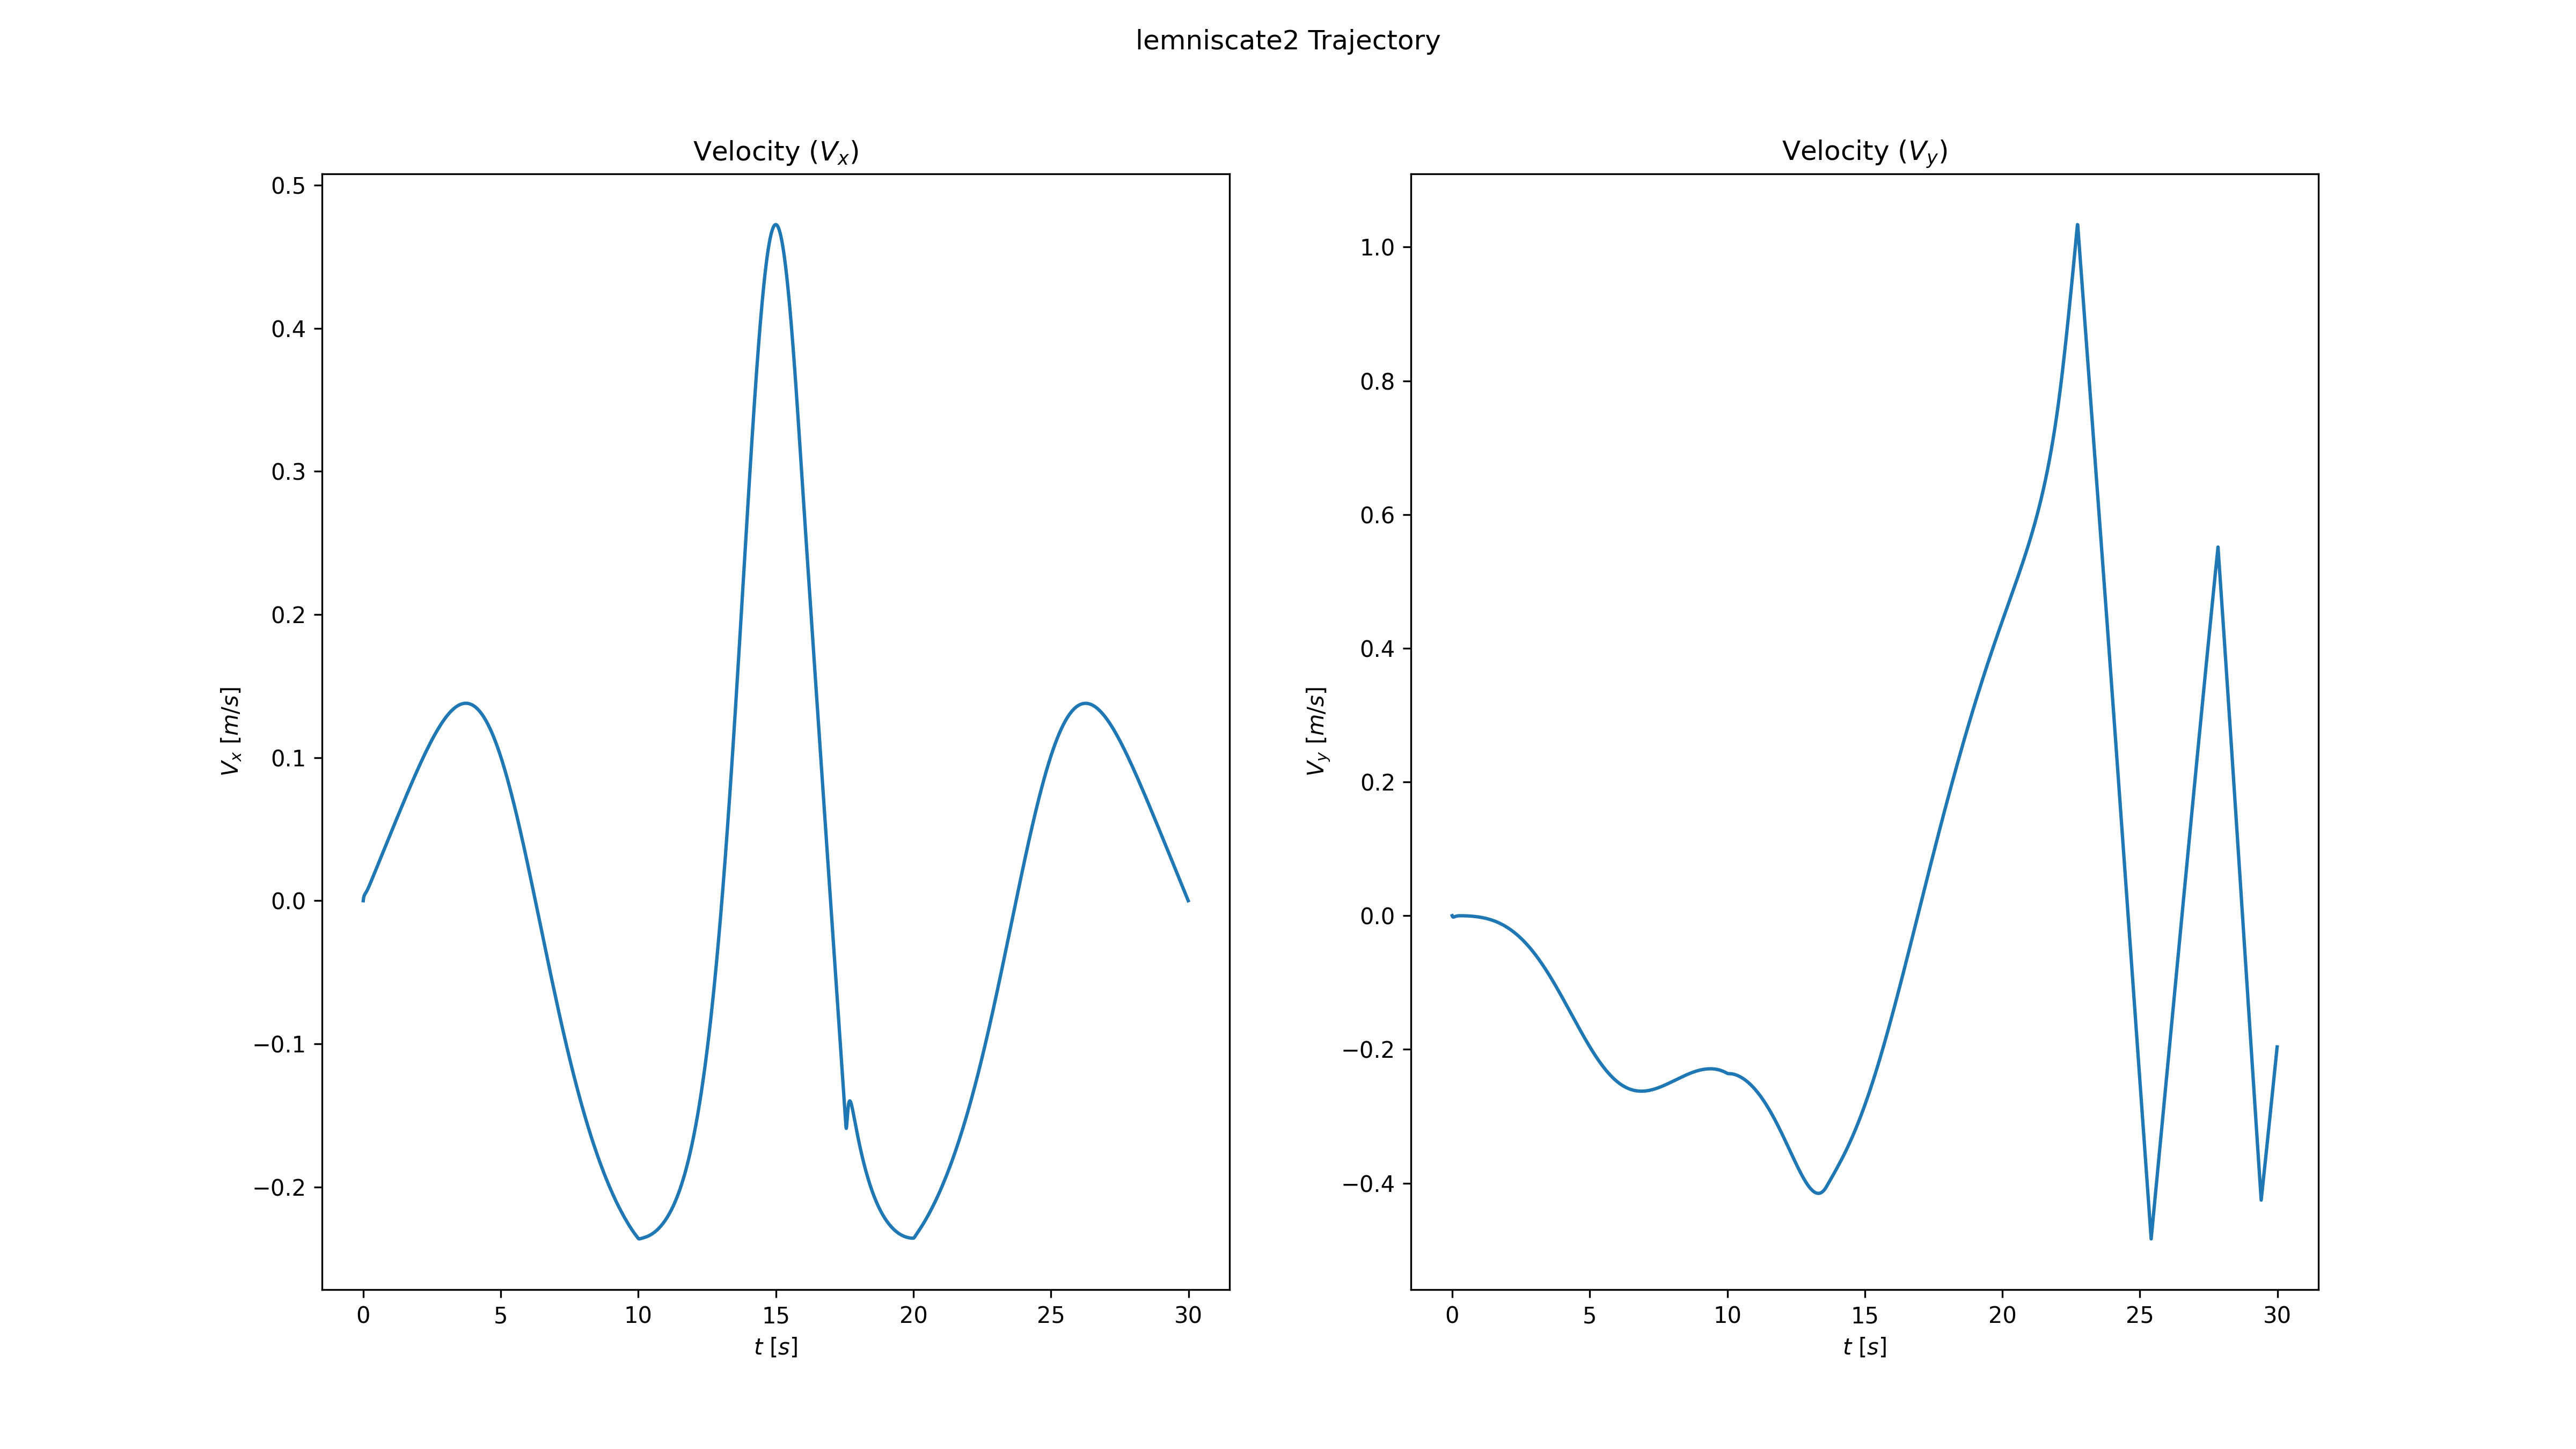 lemniscate2 Trajectory
Velocity (Vx)
0.5
0.4
0.3
0.2
0.1
0.0
−0.1
−0.2
Vx [m/s]
0 5 10 15 20 25 30
t [s]
Velocity (Vy)
1.0
0.8
0.6
0.4
0.2
0.0
−0.2
−0.4
Vy [m/s]
0 5 10 15 20 25 30
t [s]